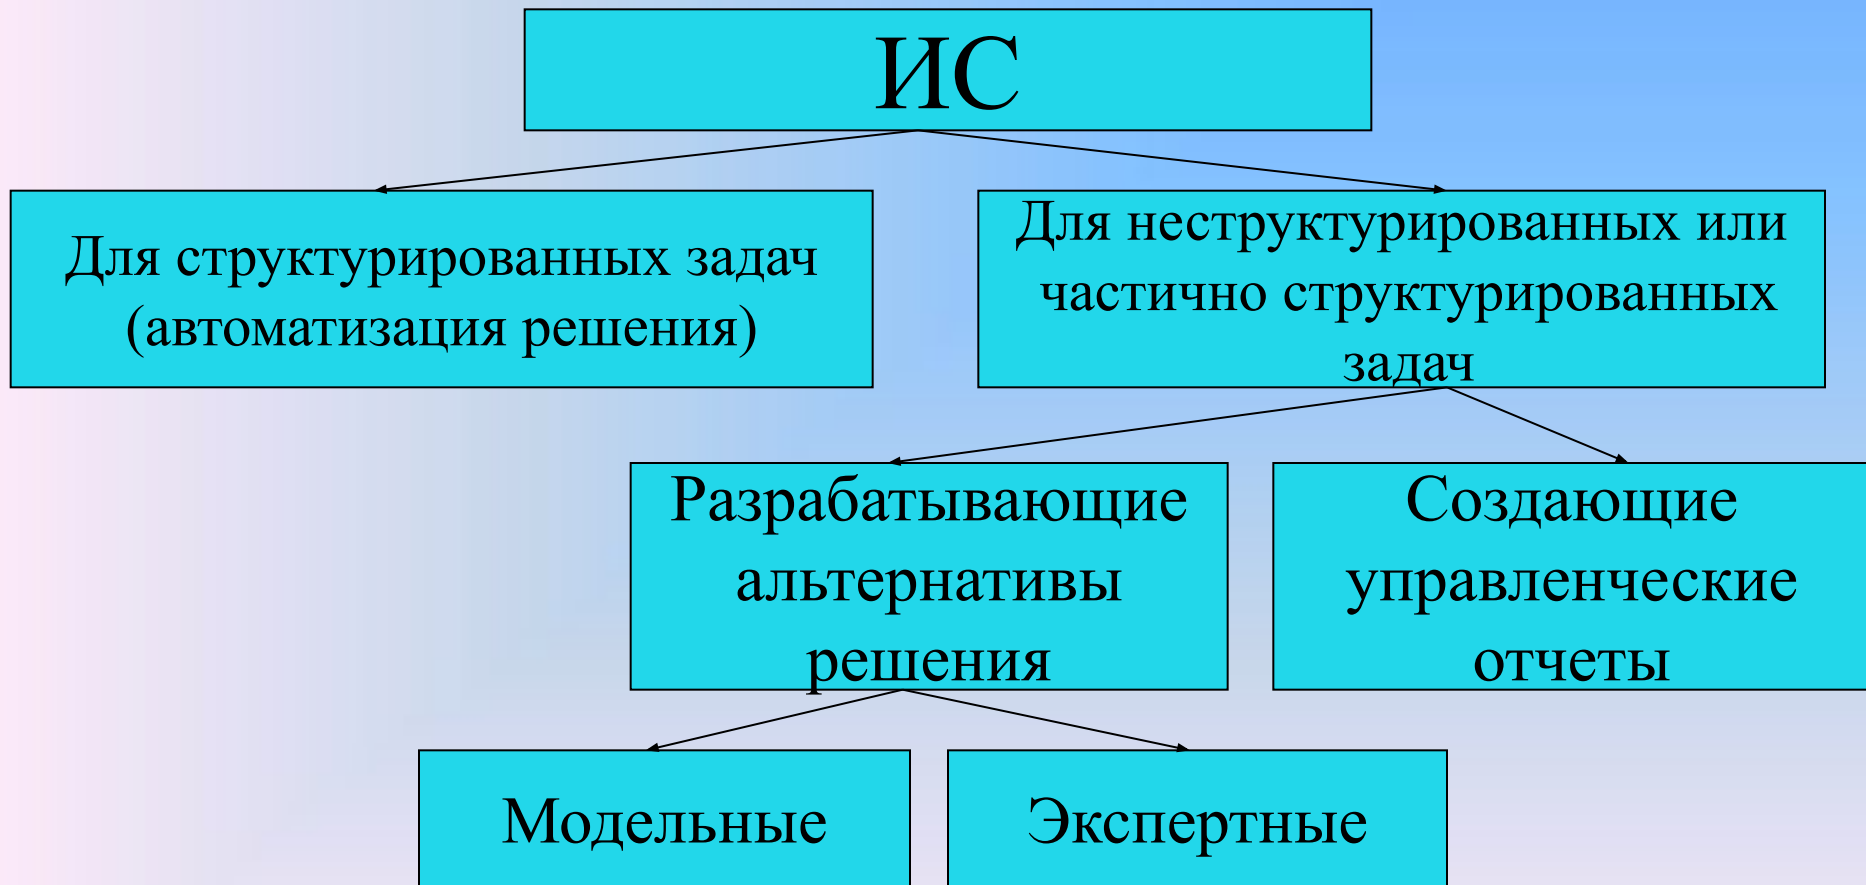 ИС
Для структурированных задач
(автоматизация решения)
Для неструктурированных или
частично структурированных
задач
Разрабатывающие
альтернативы
решения
Создающие
управленческие
отчеты
Модельные
Экспертные